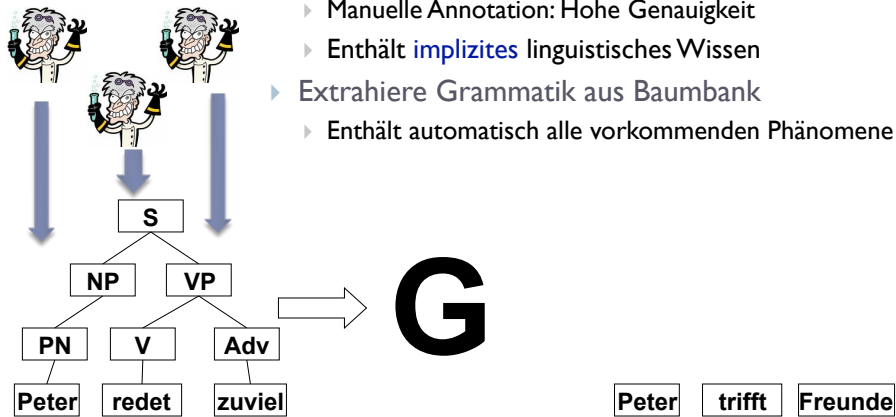 Manuelle Annotation: Hohe Genauigkeit
Enthält implizites linguistisches Wissen
Extrahiere Grammatik aus Baumbank
Enthält automatisch alle vorkommenden Phänomene
S
NP VP
G
PN V Adv
Peter redet zuviel Peter trifft Freunde